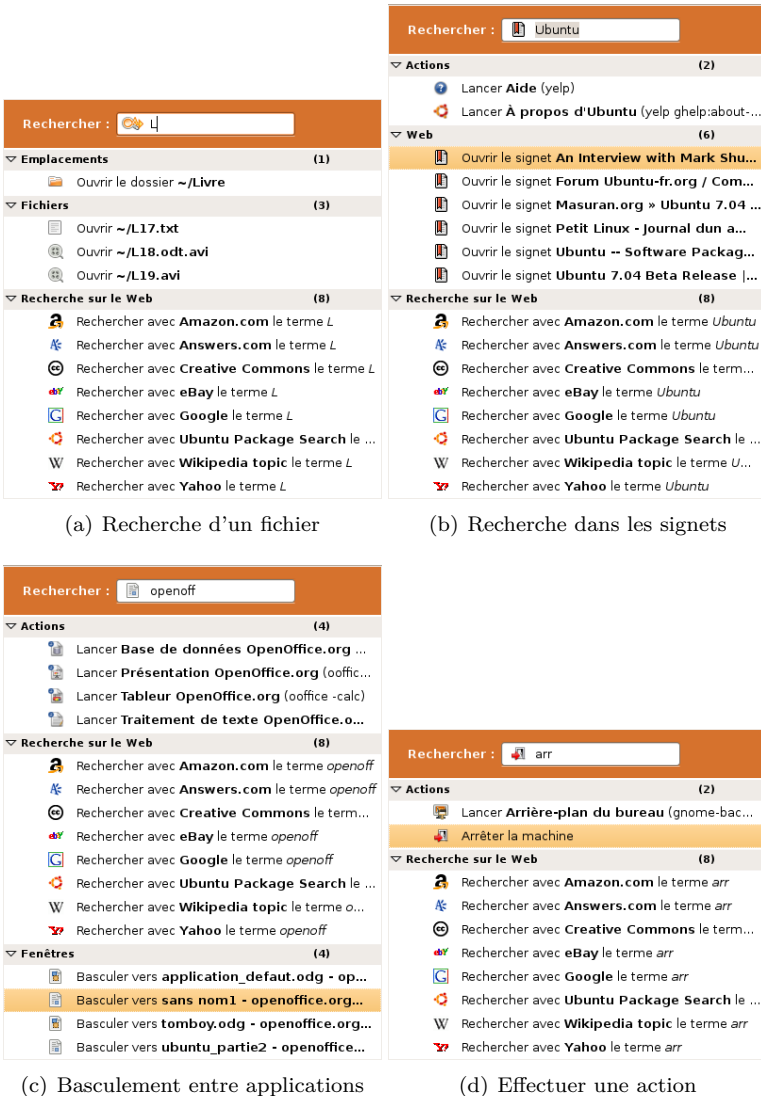 Rechercher : L
Emplacements (1)
Ouvrir le dossier ~/Livre
Fichiers (3)
Ouvrir ~/L17.txt
Ouvrir ~/L18.odt.avi
Ouvrir ~/L19.avi
Recherche sur le Web (8)
Rechercher avec Amazon.com le terme L
Rechercher avec Answers.com le terme L
Rechercher avec Creative Commons le terme L
Rechercher avec eBay le terme L
Rechercher avec Google le terme L
Rechercher avec Ubuntu Package Search le ...
Rechercher avec Wikipedia topic le terme L
Rechercher avec Yahoo le terme L
(a) Recherche d'un fichier
Rechercher : Ubuntu
Actions (2)
Lancer Aide (yelp)
Lancer À propos d'Ubuntu (yelp ghelp:about-...
Web (6)
Ouvrir le signet An Interview with Mark Shu...
Ouvrir le signet Forum Ubuntu-fr.org / Com...
Ouvrir le signet Masuran.org » Ubuntu 7.04 ...
Ouvrir le signet Petit Linux - Journal dun a...
Ouvrir le signet Ubuntu -- Software Packag...
Ouvrir le signet Ubuntu 7.04 Beta Release |...
Recherche sur le Web (8)
Rechercher avec Amazon.com le terme Ubuntu
Rechercher avec Answers.com le terme Ubuntu
Rechercher avec Creative Commons le term...
Rechercher avec eBay le terme Ubuntu
Rechercher avec Google le terme Ubuntu
Rechercher avec Ubuntu Package Search le ...
Rechercher avec Wikipedia topic le terme U...
Rechercher avec Yahoo le terme Ubuntu
(b) Recherche dans les signets
Rechercher : openoff
Actions (4)
Lancer Base de données OpenOffice.org ...
Lancer Présentation OpenOffice.org (ooffic...
Lancer Tableur OpenOffice.org (ooffice -calc)
Lancer Traitement de texte OpenOffice.o...
Recherche sur le Web (8)
Rechercher avec Amazon.com le terme openoff
Rechercher avec Answers.com le terme openoff
Rechercher avec Creative Commons le term...
Rechercher avec eBay le terme openoff
Rechercher avec Google le terme openoff
Rechercher avec Ubuntu Package Search le ...
Rechercher avec Wikipedia topic le terme o...
Rechercher avec Yahoo le terme openoff
Fenêtres (4)
Basculer vers application_defaut.odg - op...
Basculer vers sans nom1 - openoffice.org...
Basculer vers tomboy.odg - openoffice.org...
Basculer vers ubuntu_partie2 - openoffice...
(c) Basculement entre applications
Rechercher : arr
Actions (2)
Lancer Arrière-plan du bureau (gnome-bac...
Arrêter la machine
Recherche sur le Web (8)
Rechercher avec Amazon.com le terme arr
Rechercher avec Answers.com le terme arr
Rechercher avec Creative Commons le term...
Rechercher avec eBay le terme arr
Rechercher avec Google le terme arr
Rechercher avec Ubuntu Package Search le ...
Rechercher avec Wikipedia topic le terme arr
Rechercher avec Yahoo le terme arr
(d) Effectuer une action